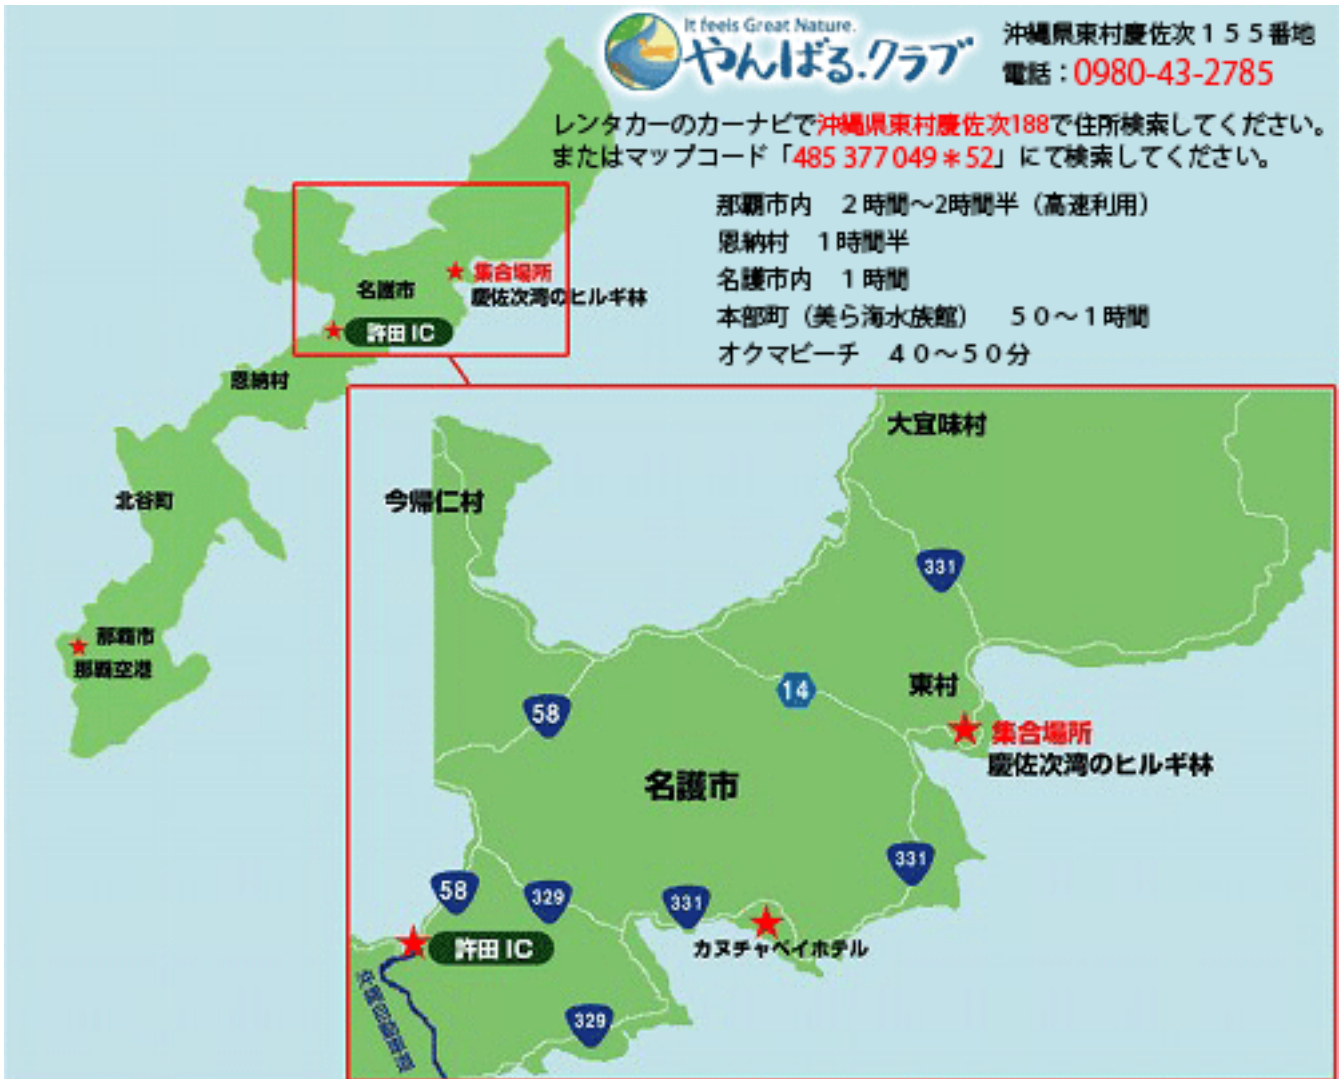 It feels Great Nature.
やんばる.クラブ
沖縄県東村慶佐次１５５番地
電話：0980-43-2785
レンタカーのカーナビで沖縄県東村慶佐次188で住所検索してください。
またはマップコード「485 377 049＊52」にて検索してください。
那覇市内　２時間～2時間半（高速利用）
恩納村　１時間半
名護市内　１時間
本部町（美ら海水族館）　５０～１時間
オクマビーチ　４０～５０分
集合場所
慶佐次湾のヒルギ林
名護市
許田 IC
恩納村
北谷町
那覇市
那覇空港
大宜味村
今帰仁村
331
東村
14
58
集合場所
慶佐次湾のヒルギ林
名護市
331
58
329
331
カヌチャベイホテル
許田 IC
329